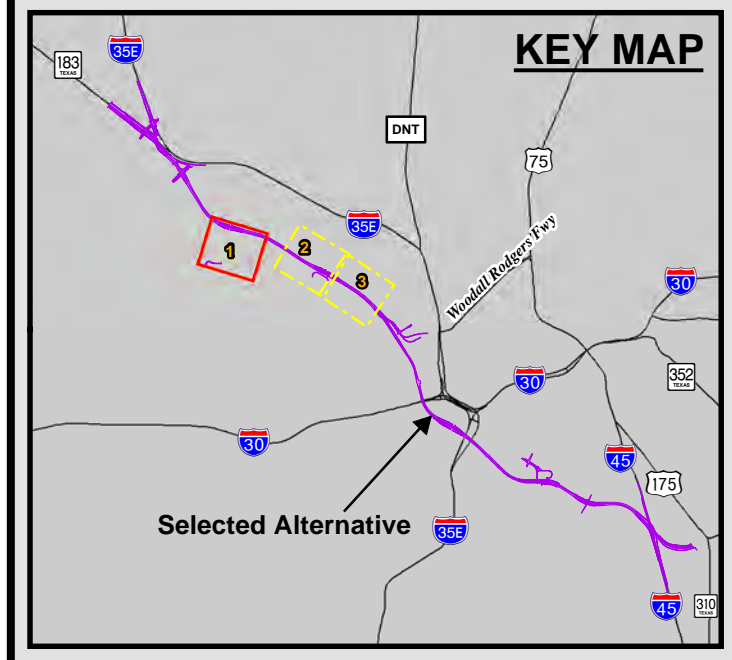 KEY MAP
35E
183
TEXAS
DNT
75
35E
Woodall Rodgers Fwy
1
2
3
30
352
TEXAS
30
30
45
175
Selected Alternative
35E
45
310
TEXAS